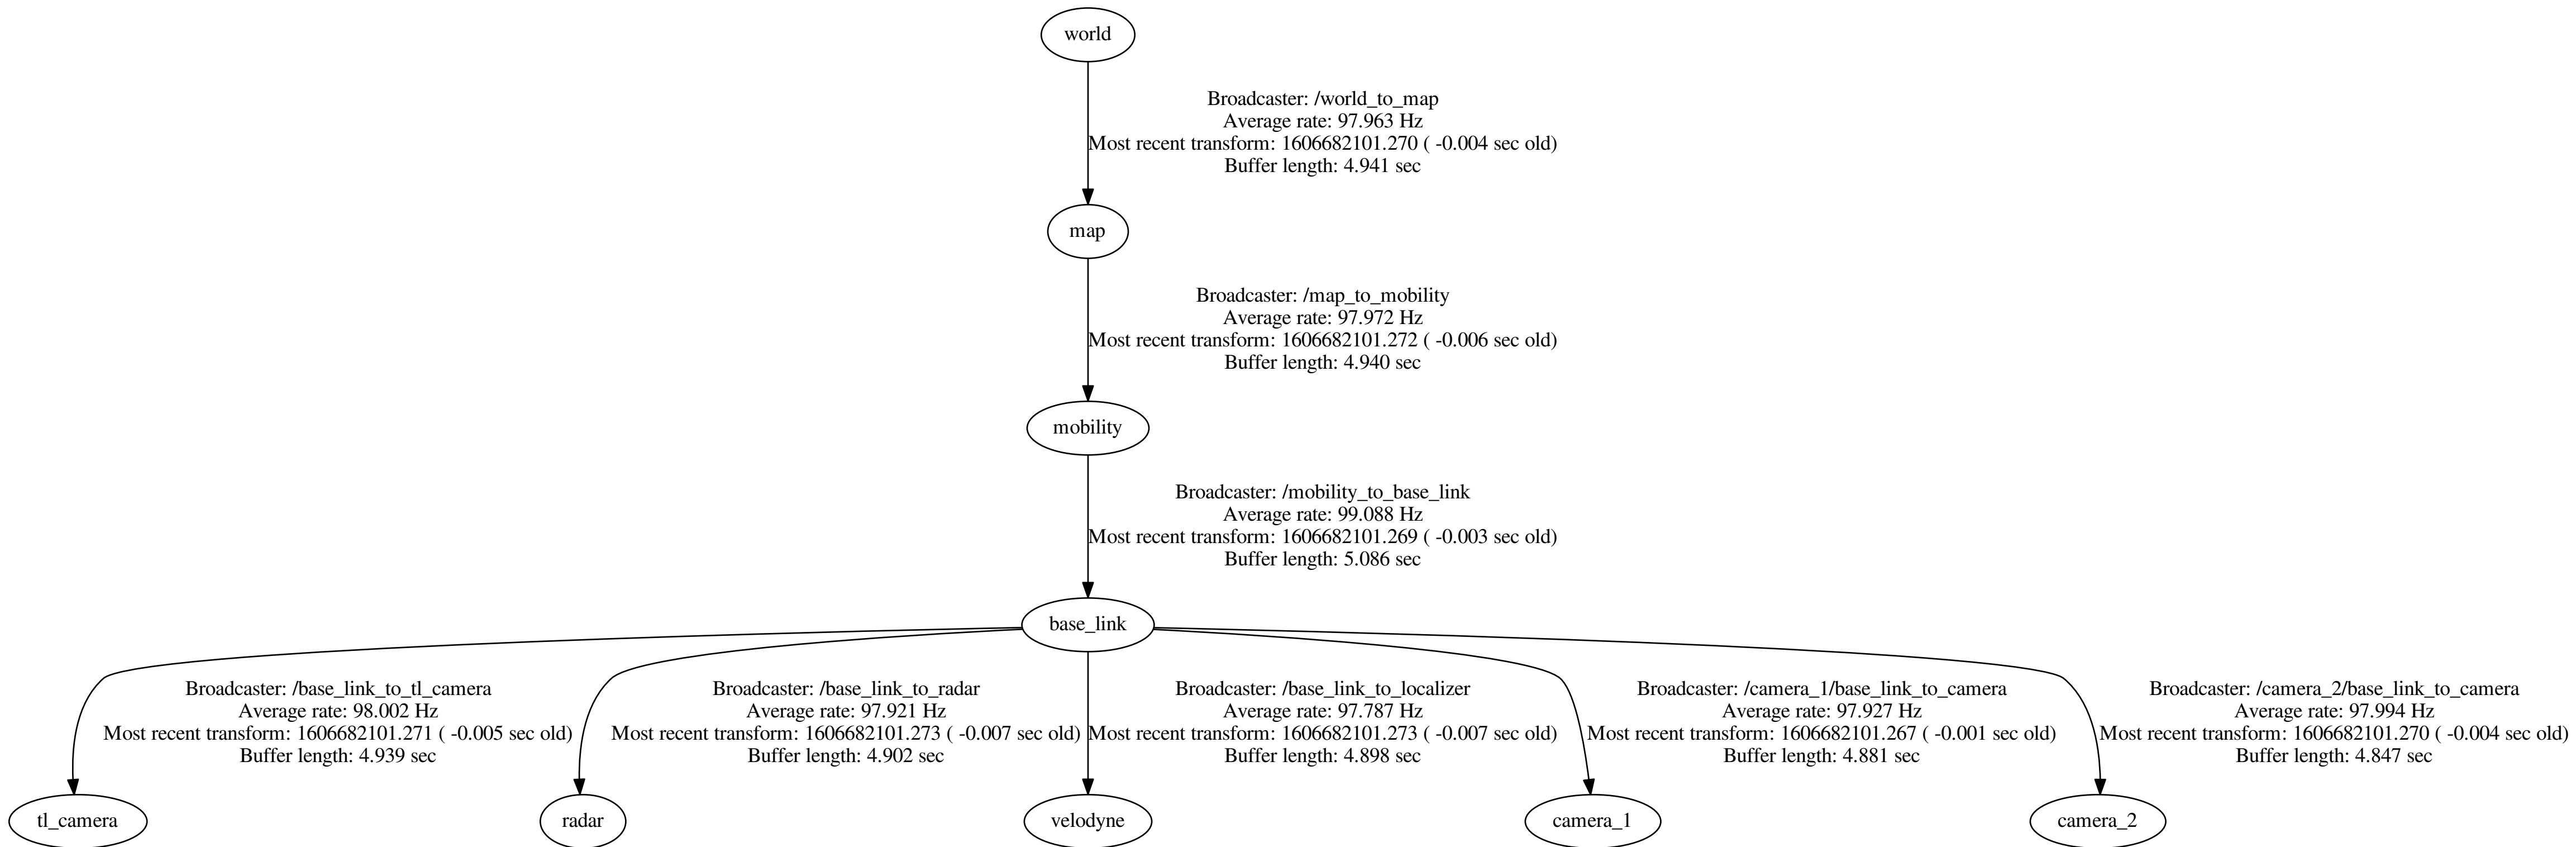 world
Broadcaster: /world_to_map
Average rate: 97.963 Hz
Most recent transform: 1606682101.270 ( -0.004 sec old)
Buffer length: 4.941 sec
map
Broadcaster: /map_to_mobility
Average rate: 97.972 Hz
Most recent transform: 1606682101.272 ( -0.006 sec old)
Buffer length: 4.940 sec
mobility
Broadcaster: /mobility_to_base_link
Average rate: 99.088 Hz
Most recent transform: 1606682101.269 ( -0.003 sec old)
Buffer length: 5.086 sec
base_link
Broadcaster: /base_link_to_tl_camera
Average rate: 98.002 Hz
Most recent transform: 1606682101.271 ( -0.005 sec old)
Buffer length: 4.939 sec
Broadcaster: /base_link_to_radar
Average rate: 97.921 Hz
Most recent transform: 1606682101.273 ( -0.007 sec old)
Buffer length: 4.902 sec
Broadcaster: /base_link_to_localizer
Average rate: 97.787 Hz
Most recent transform: 1606682101.273 ( -0.007 sec old)
Buffer length: 4.898 sec
Broadcaster: /camera_1/base_link_to_camera
Average rate: 97.927 Hz
Most recent transform: 1606682101.267 ( -0.001 sec old)
Buffer length: 4.881 sec
Broadcaster: /camera_2/base_link_to_camera
Average rate: 97.994 Hz
Most recent transform: 1606682101.270 ( -0.004 sec old)
Buffer length: 4.847 sec
tl_camera
radar
velodyne
camera_1
camera_2